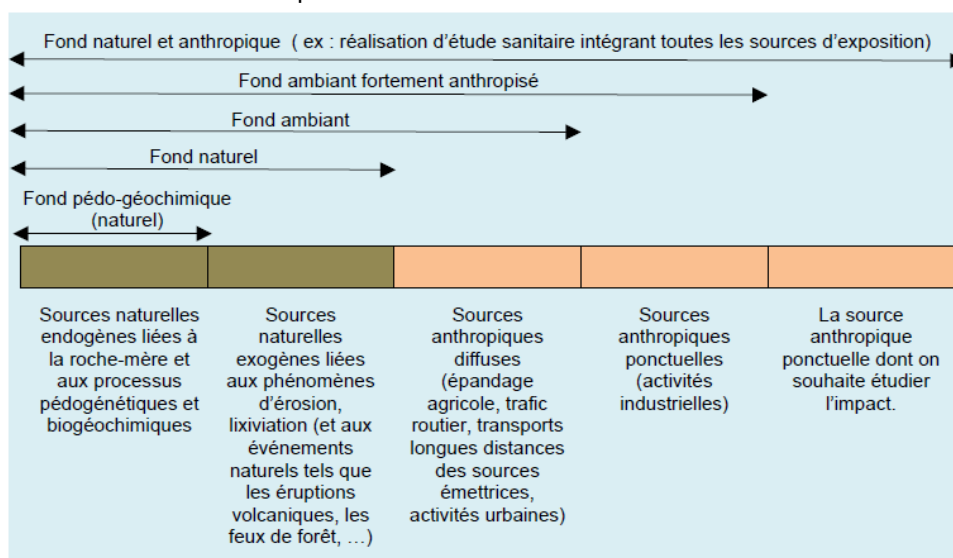 Fond naturel et anthropique ( ex : réalisation d'étude sanitaire intégrant toutes les sources d'exposition)
Fond ambiant fortement anthropisé
Fond ambiant
Fond naturel
Fond pédo-géochimique
(naturel)
Sources naturelles
endogènes liées à
la roche-mère et
aux processus
pédogénétiques et
biogéochimiques
Sources
naturelles
exogènes liées
aux phénomènes
d'érosion,
lixiviation (et aux
événements
naturels tels que
les éruptions
volcaniques, les
feux de forêt, …)
Sources
anthropiques
diffuses
(épandage
agricole, trafic
routier, transports
longues distances
des sources
émettrices,
activités urbaines)
Sources
anthropiques
ponctuelles
(activités
industrielles)
La source
anthropique
ponctuelle dont on
souhaite étudier
l'impact.